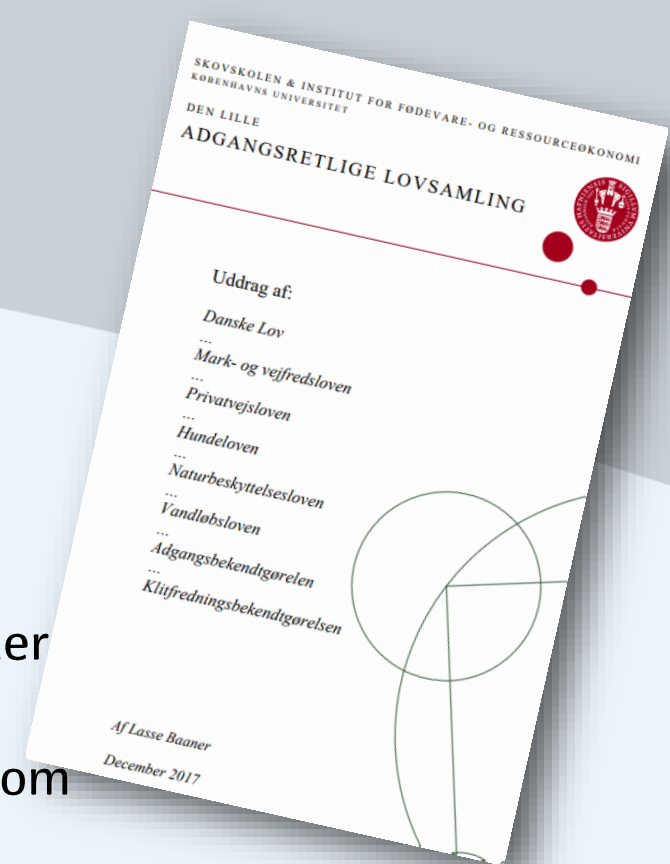 SKOVSKOLEN & INSTITUT FOR FØDEVARE- OG RESSOURCEØKONOMI
KØBENHAVNS UNIVERSITET
DEN LILLE
ADGANGSRETLIGE LOVSAMLING
Uddrag af:
Danske Lov
...
Mark- og vejfredsloven
...
Privatvejsloven
...
Hundeloven
...
Naturbeskyttelsesloven
...
Vandløbsloven
...
Adgangsbekendtgørelen
...
Klitfredningsbekendtgørelsen
er
Af Lasse Baaner
om
December 2017